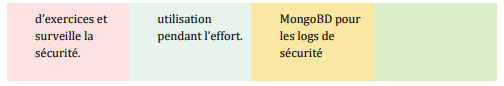 d'exercices et
surveille la
sécurité.
utilisation
pendant l'effort.
MongoBD pour
les logs de
sécurité